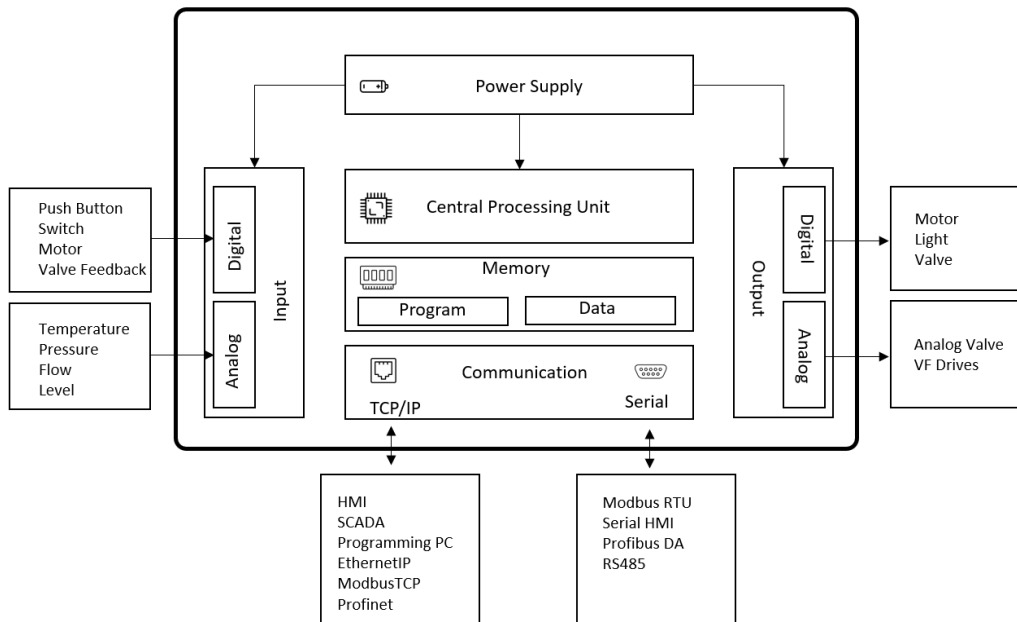 Power Supply
Central Processing Unit
Memory
Program
Data
Communication
TCP/IP
Serial
Input
Digital
Analog
Output
Digital
Analog
Push Button
Switch
Motor
Valve Feedback
Temperature
Pressure
Flow
Level
Motor
Light
Valve
Analog Valve
VF Drives
HMI
SCADA
Programming PC
EthernetIP
ModbusTCP
Profinet
Modbus RTU
Serial HMI
Profibus DA
RS485